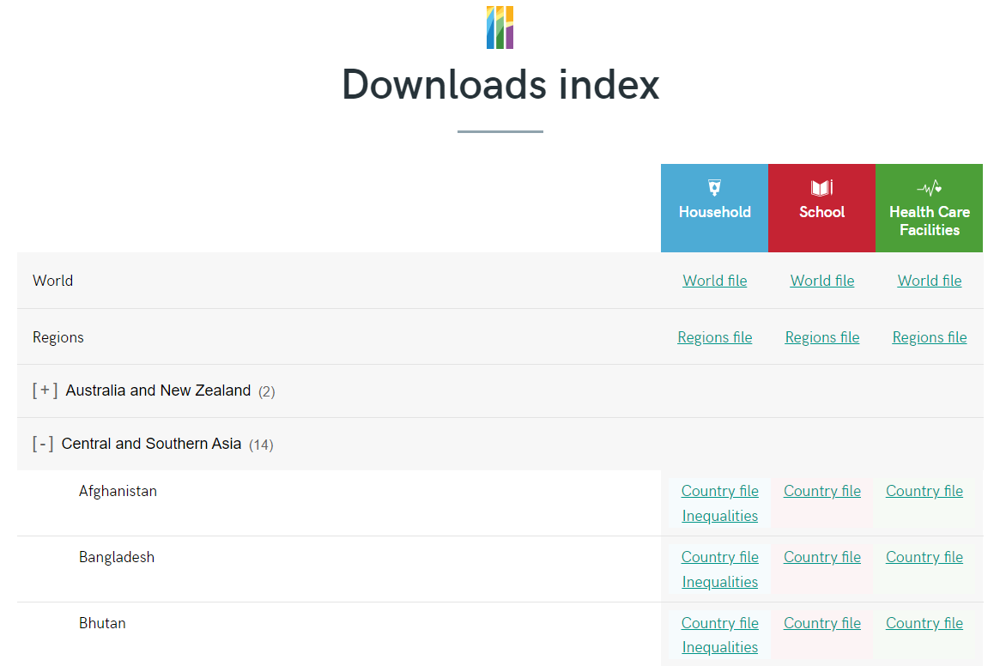 Downloads index
Household School Health Care Facilities
World World file World file World file
Regions Regions file Regions file Regions file
[+] Australia and New Zealand (2)
[-] Central and Southern Asia (14)
Afghanistan Country file Country file Country file
Inequalities
Bangladesh Country file Country file Country file
Inequalities
Bhutan Country file Country file Country file
Inequalities